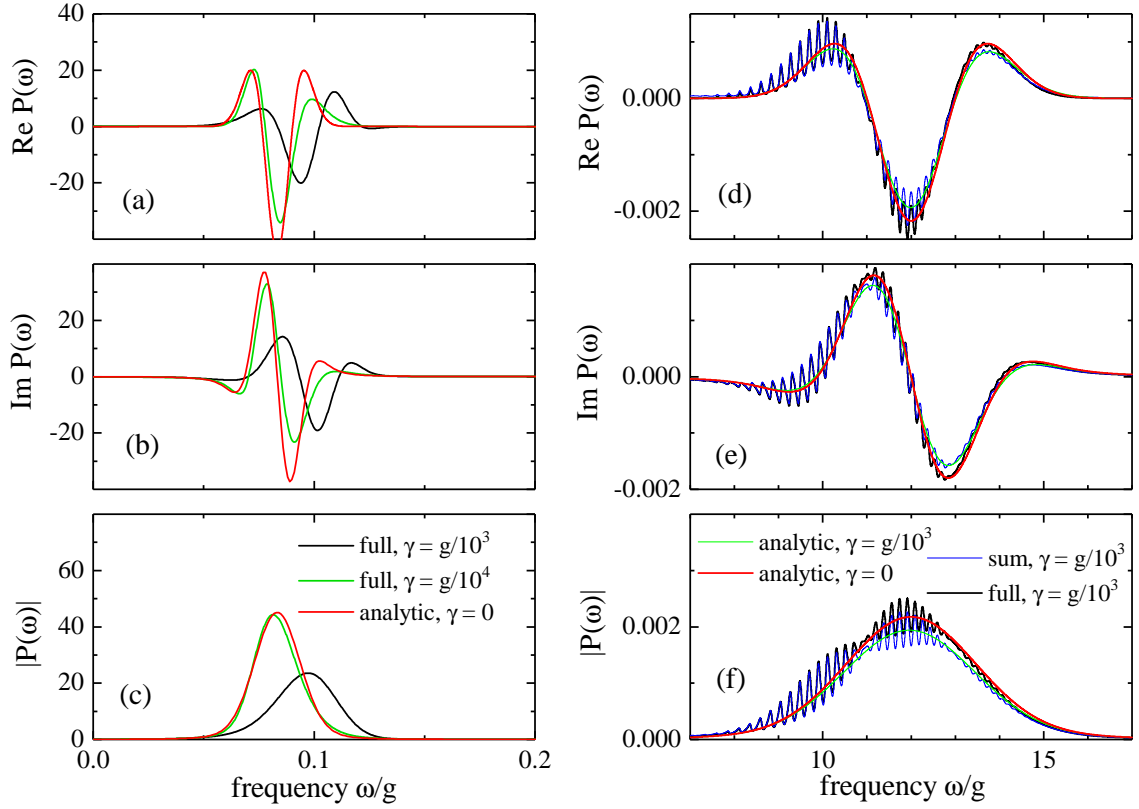 40
20
0
-20
Re P(ω)
(a)
20
0
-20
Im P(ω)
(b)
60
40
20
0
|P(ω)|
(c)
full, γ = g/10³
full, γ = g/10⁴
analytic, γ = 0
0.0
0.1
0.2
frequency ω/g
0.000
-0.002
Re P(ω)
(d)
0.000
-0.002
Im P(ω)
(e)
0.002
0.000
|P(ω)|
(f)
analytic, γ = g/10³
analytic, γ = 0
sum, γ = g/10³
full, γ = g/10³
10
15
frequency ω/g